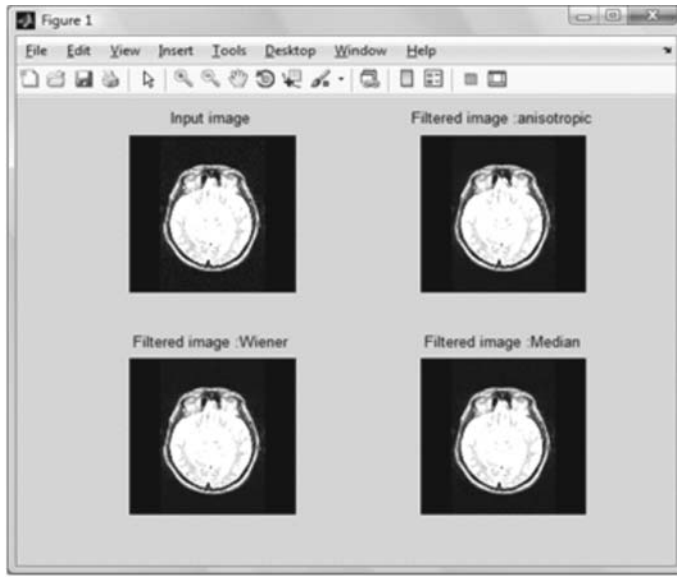 Figure 1
File Edit View Insert Tools Desktop Window Help
Input image
Filtered image :anisotropic
Filtered image :Wiener
Filtered image :Median